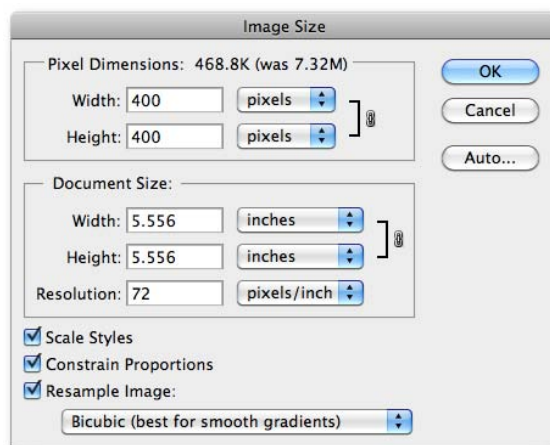 Image Size
Pixel Dimensions: 468.8K (was 7.32M)
Width: 400 pixels
Height: 400 pixels
OK
Cancel
Auto...
Document Size:
Width: 5.556 inches
Height: 5.556 inches
Resolution: 72 pixels/inch
Scale Styles
Constrain Proportions
Resample Image:
Bicubic (best for smooth gradients)